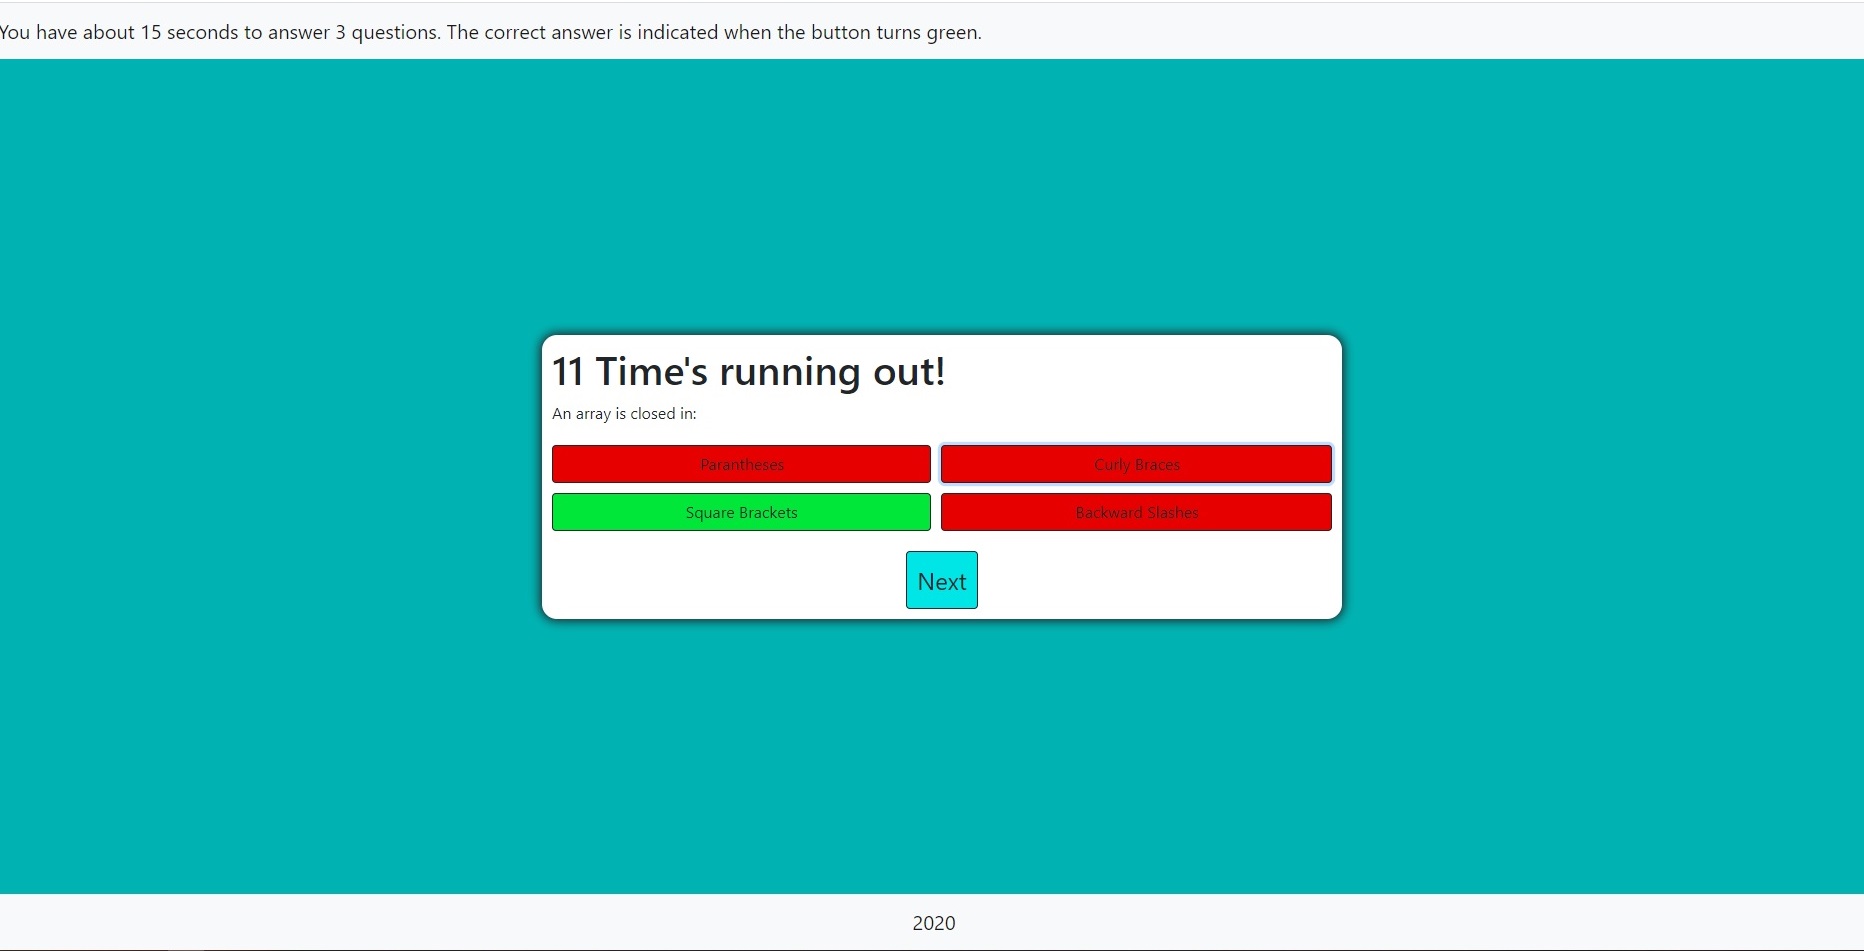 You have about 15 seconds to answer 3 questions. The correct answer is indicated when the button turns green.
11 Time's running out!
An array is closed in:
Parantheses
Curly Braces
Square Brackets
Backward Slashes
Next
2020